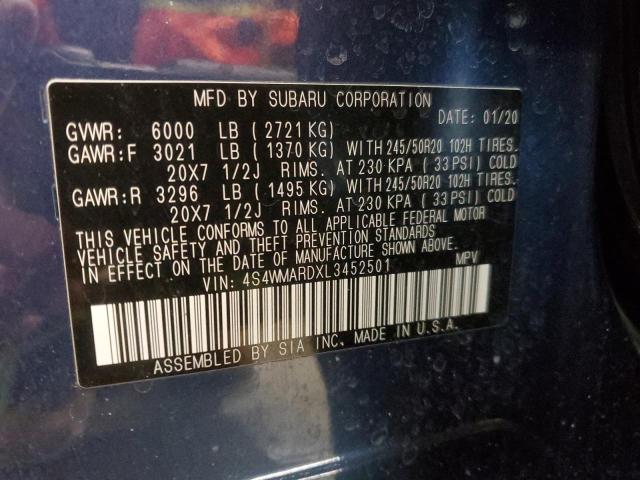 MFD BY SUBARU CORPORATION
DATE: 01/20
GVWR: 6000 LB ( 2721 KG)
GAWR:F 3021 LB ( 1370 KG) WITH 245/50R20 102H TIRES.
20X7 1/2J RIMS. AT 230 KPA ( 33 PSI) COLD
GAWR:R 3296 LB ( 1495 KG) WITH 245/50R20 102H TIRES.
20X7 1/2J RIMS. AT 230 KPA ( 33 PSI) COLD
THIS VEHICLE CONFORMS TO ALL APPLICABLE FEDERAL MOTOR
VEHICLE SAFETY AND THEFT PREVENTION STANDARDS
IN EFFECT ON THE DATE OF MANUFACTURE SHOWN ABOVE.
VIN: 4S4WMARDXL3452501 MPV
ASSEMBLED BY SIA INC. MADE IN U.S.A.